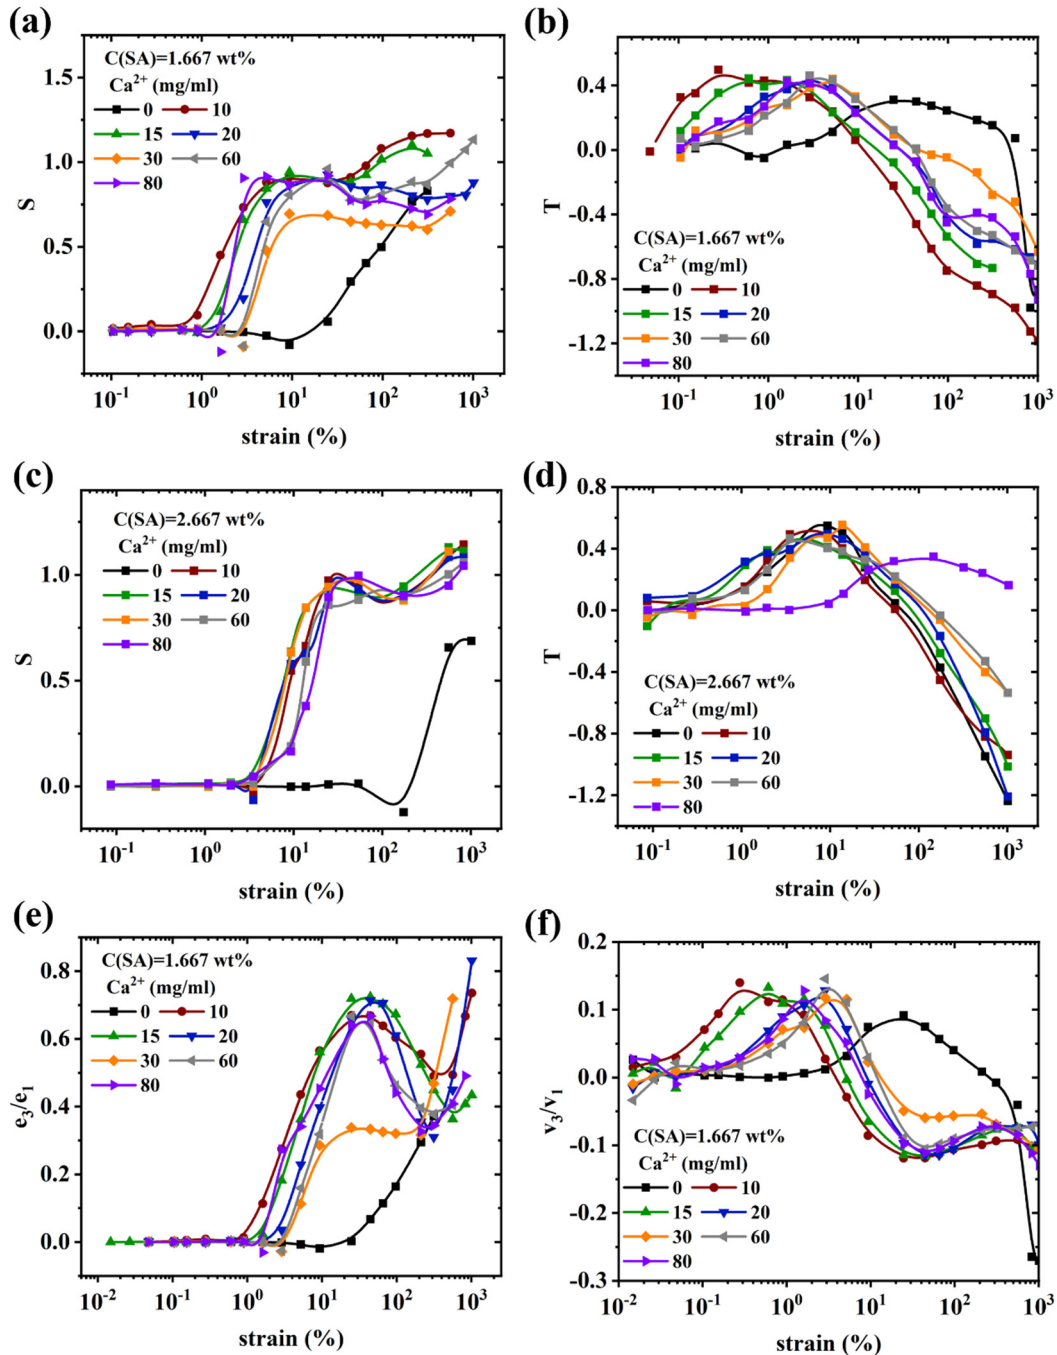 (a)
C(SA)=1.667 wt%
Ca²⁺ (mg/ml)
0 10
15 20
30 60
80
S
1.5
1.0
0.5
0.0
10⁻¹ 10⁰ 10¹ 10² 10³
strain (%)
(b)
T
0.4
0.0
-0.4
-0.8
-1.2
C(SA)=1.667 wt%
Ca²⁺ (mg/ml)
0 10
15 20
30 60
80
10⁻¹ 10⁰ 10¹ 10² 10³
strain (%)
(c)
C(SA)=2.667 wt%
Ca²⁺ (mg/ml)
0 10
15 20
30 60
80
S
1.0
0.5
0.0
10⁻¹ 10⁰ 10¹ 10² 10³
strain (%)
(d)
T
0.8
0.4
0.0
-0.4
-0.8
-1.2
C(SA)=2.667 wt%
Ca²⁺ (mg/ml)
0 10
15 20
30 60
80
10⁻¹ 10⁰ 10¹ 10² 10³
strain (%)
(e)
C(SA)=1.667 wt%
Ca²⁺ (mg/ml)
0 10
15 20
30 60
80
e₃/e₁
0.8
0.6
0.4
0.2
0.0
10⁻² 10⁻¹ 10⁰ 10¹ 10² 10³
strain (%)
(f)
v₃/v₁
0.2
0.1
0.0
-0.1
-0.2
-0.3
C(SA)=1.667 wt%
Ca²⁺ (mg/ml)
0 10
15 20
30 60
80
10⁻² 10⁻¹ 10⁰ 10¹ 10² 10³
strain (%)